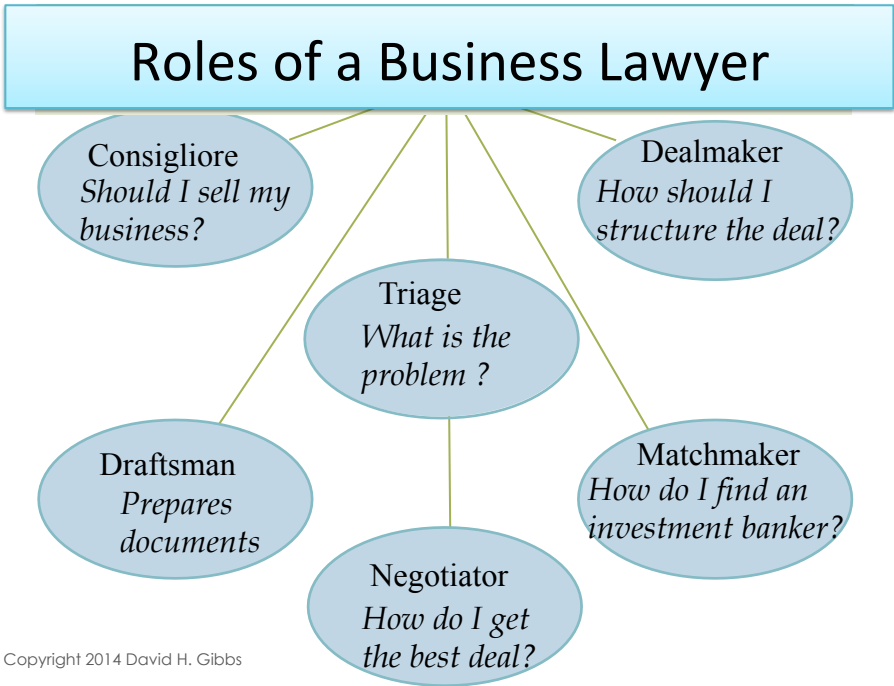 Roles of a Business Lawyer
Consigliore
Should I sell my
business?
Dealmaker
How should I
structure the deal?
Triage
What is the
problem ?
Draftsman
Prepares
documents
Matchmaker
How do I find an
investment banker?
Negotiator
How do I get
the best deal?
Copyright 2014 David H. Gibbs